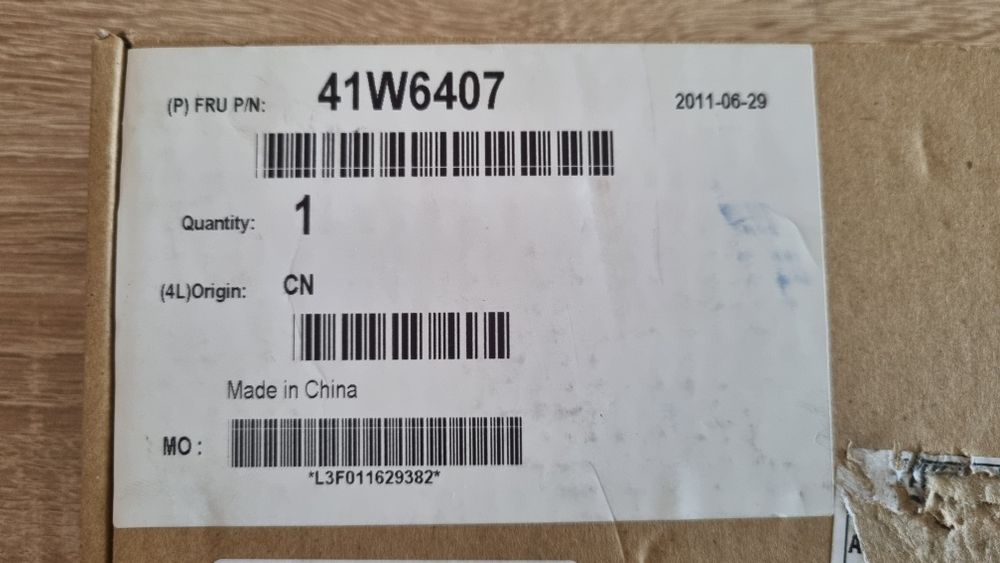 (P) FRU P/N: 41W6407 2011-06-29
Quantity: 1
(4L)Origin: CN
Made in China
MO :
*L3F011629382*
A